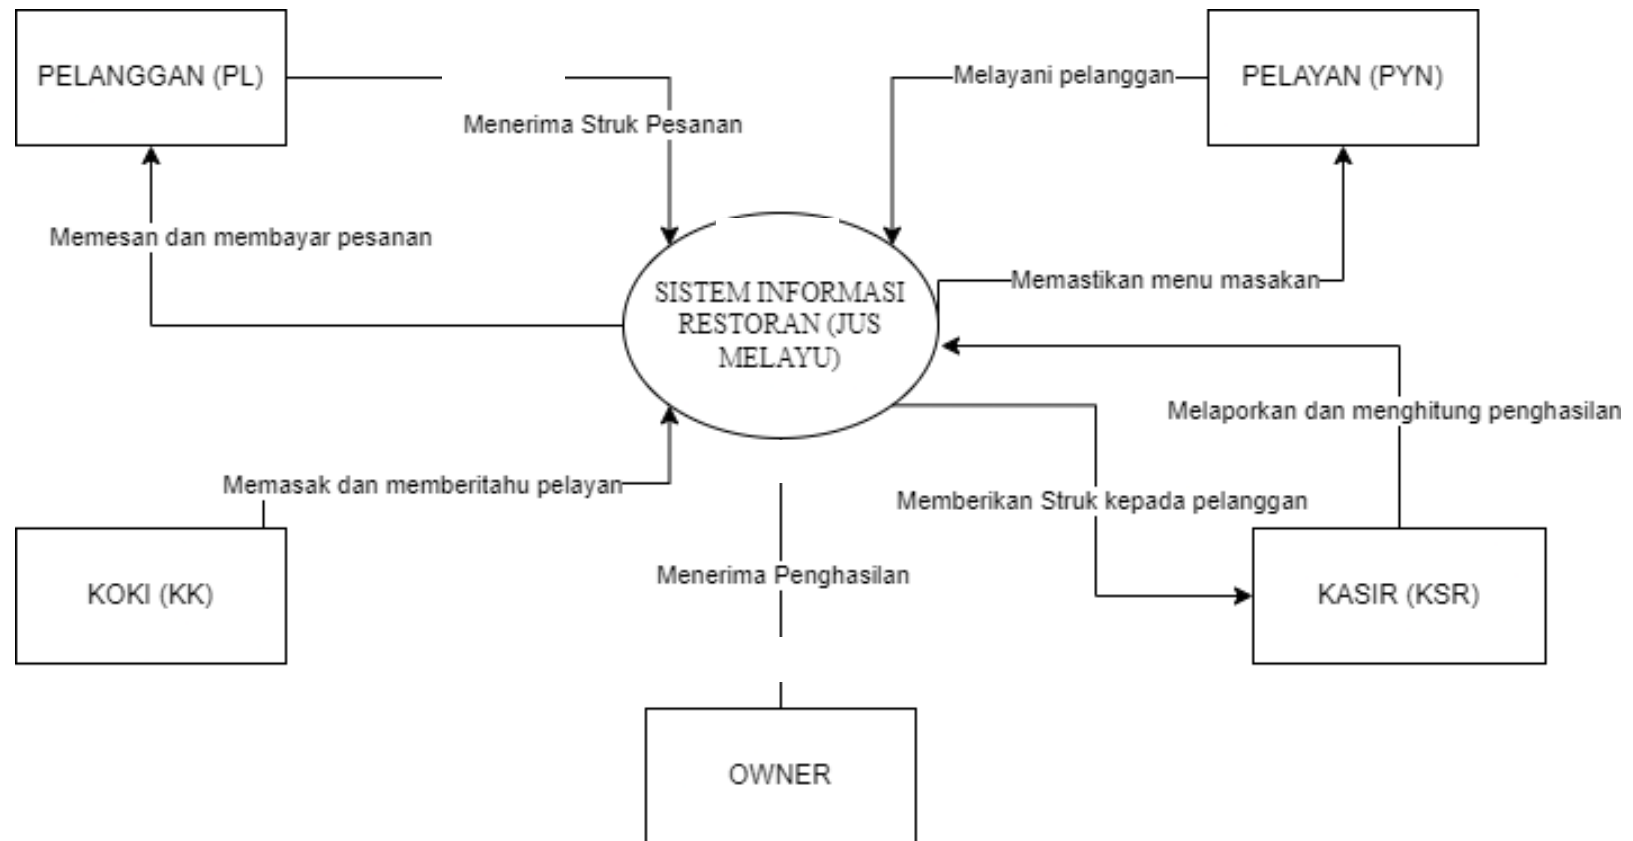 PELANGGAN (PL)
Melayani pelanggan
PELAYAN (PYN)
Menerima Struk Pesanan
Memesan dan membayar pesanan
Memastikan menu masakan
SISTEM INFORMASI
RESTORAN (JUS
MELAYU)
Melaporkan dan menghitung penghasilan
Memasak dan memberitahu pelayan
Memberikan Struk kepada pelanggan
Menerima Penghasilan
KOKI (KK)
KASIR (KSR)
OWNER